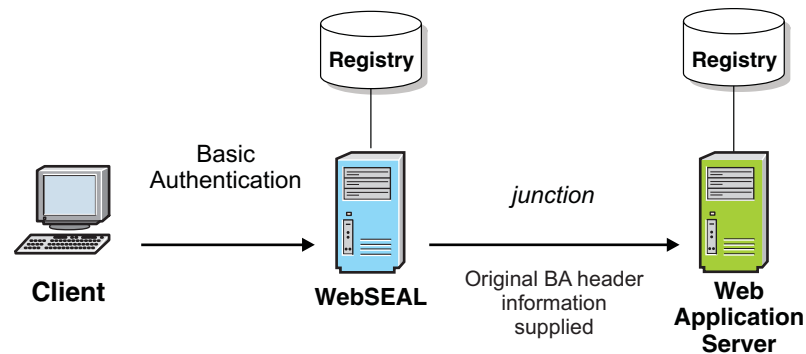 Registry
Registry
Basic
Authentication
junction
Client
WebSEAL
Original BA header
information
supplied
Web
Application
Server